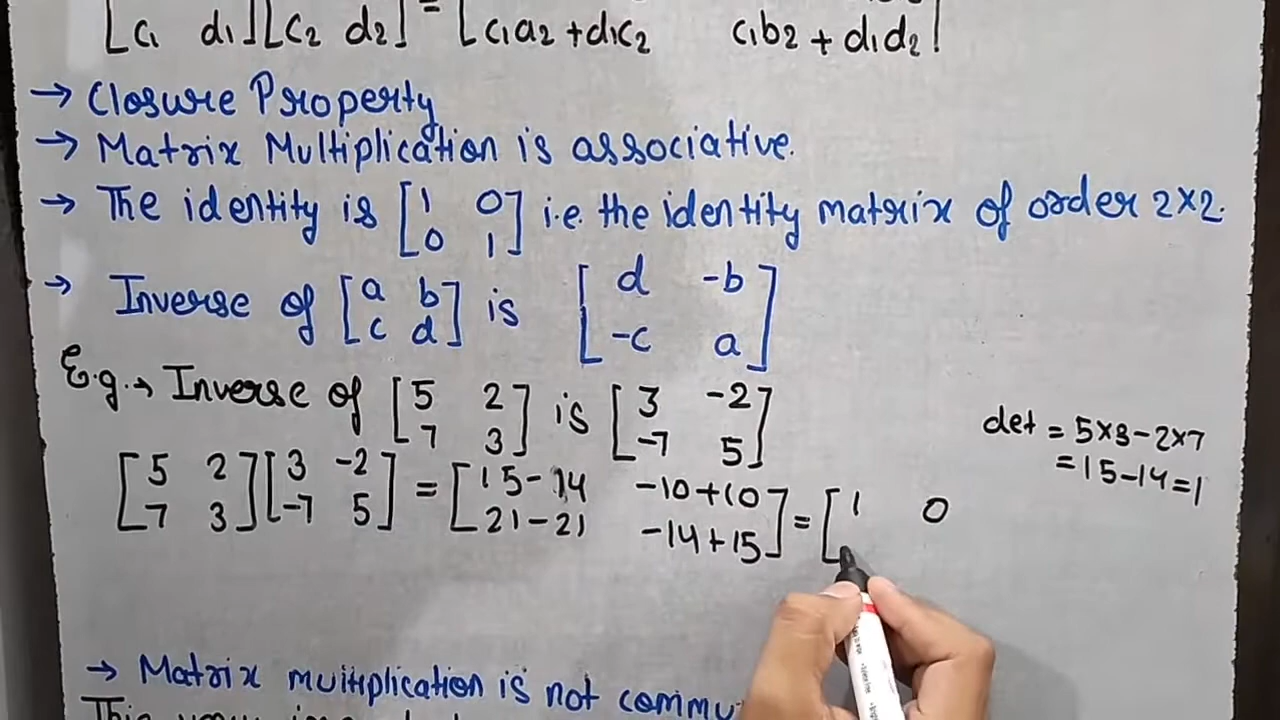 [c₁ d₁][c₂ d₂] = [c₁a₂+d₁c₂ c₁b₂+d₁d₂]
→ Closure Property
→ Matrix Multiplication is associative.
→ The identity is [1 0
0 1] i.e. the identity matrix of order 2×2.
→ Inverse of [a b
c d] is [d -b
-c a]
E.g.→ Inverse of [5 2
7 3] is [3 -2
-7 5]
det = 5×3-2×7
=15-14=1
[5 2
7 3][3 -2
-7 5] = [15-14 -10+10
21-21 -14+15] = [1 0
→ Matrix multiplication is not commu
This